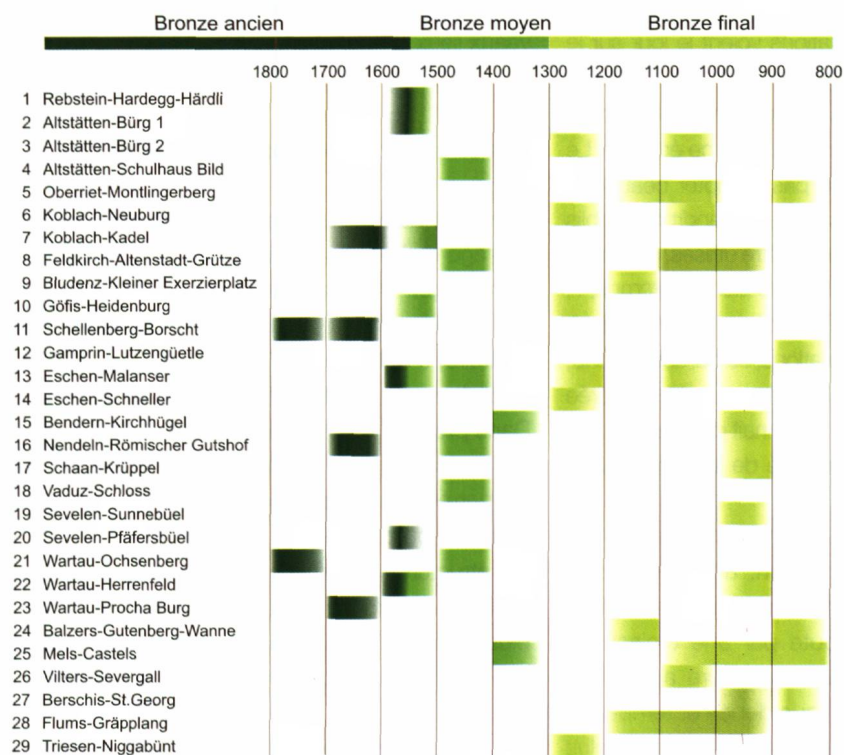 Bronze ancien Bronze moyen Bronze final
1800 1700 1600 1500 1400 1300 1200 1100 1000 900 800
1 Rebstein-Hardegg-Härdli
2 Altstätten-Bürg 1
3 Altstätten-Bürg 2
4 Altstätten-Schulhaus Bild
5 Oberriet-Montlingerberg
6 Koblach-Neuburg
7 Koblach-Kadel
8 Feldkirch-Altenstadt-Grütze
9 Bludenz-Kleiner Exerzierplatz
10 Göfis-Heidenburg
11 Schellenberg-Borscht
12 Gamprin-Lutzengüetle
13 Eschen-Malanser
14 Eschen-Schneller
15 Bendern-Kirchhügel
16 Nendeln-Römischer Gutshof
17 Schaan-Krüppel
18 Vaduz-Schloss
19 Sevelen-Sunnebüel
20 Sevelen-Pfäfersbüel
21 Wartau-Ochsenberg
22 Wartau-Herrenfeld
23 Wartau-Procha Burg
24 Balzers-Gutenberg-Wanne
25 Mels-Castels
26 Vilters-Severgall
27 Berschis-St.Georg
28 Flums-Gräpplang
29 Triesen-Niggabünt